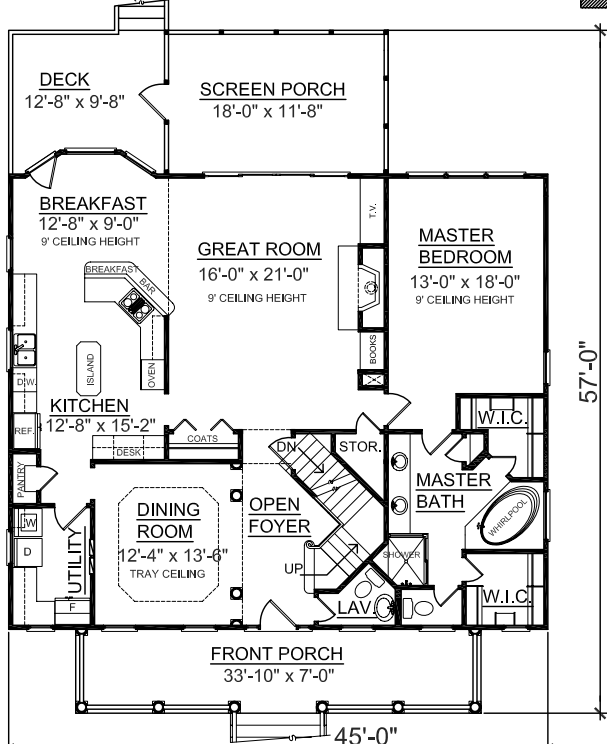 DECK
12'-8" x 9'-8"
SCREEN PORCH
18'-0" x 11'-8"
BREAKFAST
12'-8" x 9'-0"
9' CEILING HEIGHT
GREAT ROOM
16'-0" x 21'-0"
9' CEILING HEIGHT
T.V.
MASTER
BEDROOM
13'-0" x 18'-0"
9' CEILING HEIGHT
BREAKFAST
BAR
ISLAND
OVEN
BOOKS
57'-0"
D.W.
KITCHEN
12'-8" x 15'-2"
REF.
DESK
COATS
DN
STOR.
W.I.C.
PANTRY
MASTER
BATH
WHIRLPOOL
DINING
ROOM
12'-4" x 13'-6"
TRAY CEILING
OPEN
FOYER
W
D
UTILITY
F
UP
SHOWER
LAV.
W.I.C.
FRONT PORCH
33'-10" x 7'-0"
45'-0"